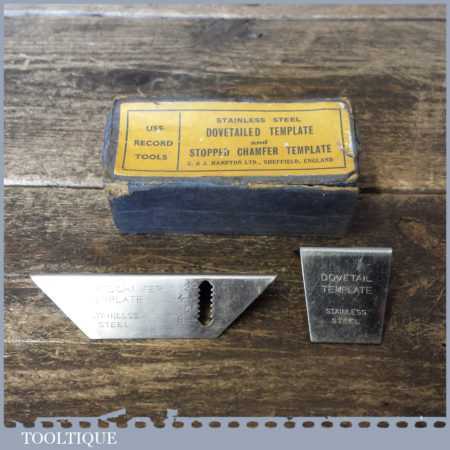 USE
RECORD
TOOLS
STAINLESS STEEL
DOVETAILED TEMPLATE
and
STOPPED CHAMFER TEMPLATE
C. & J. HAMPTON LTD., SHEFFIELD, ENGLAND
CHAMFER
TEMPLATE
STAINLESS
STEEL
DOVETAIL
TEMPLATE
STAINLESS
STEEL
TOOLTIQUE